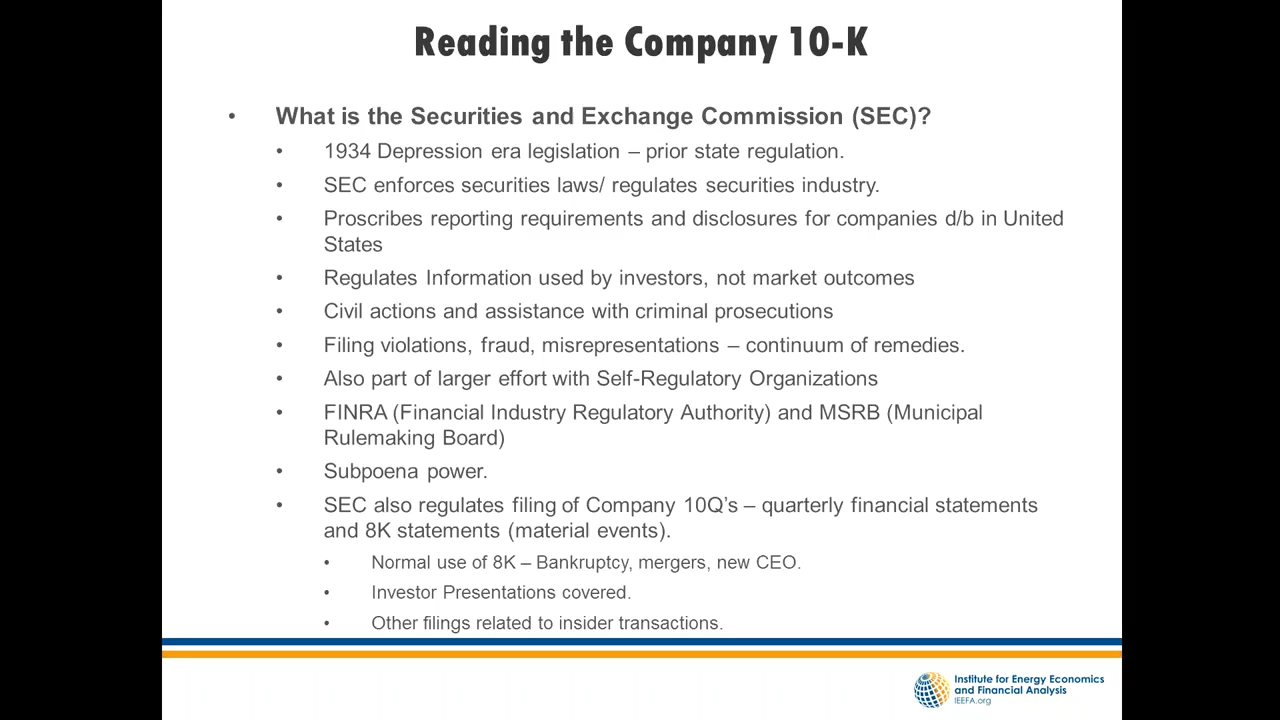 Reading the Company 10-K
• What is the Securities and Exchange Commission (SEC)?
• 1934 Depression era legislation – prior state regulation.
• SEC enforces securities laws/ regulates securities industry.
• Proscribes reporting requirements and disclosures for companies d/b in United
States
• Regulates Information used by investors, not market outcomes
• Civil actions and assistance with criminal prosecutions
• Filing violations, fraud, misrepresentations – continuum of remedies.
• Also part of larger effort with Self-Regulatory Organizations
• FINRA (Financial Industry Regulatory Authority) and MSRB (Municipal
Rulemaking Board)
• Subpoena power.
• SEC also regulates filing of Company 10Q’s – quarterly financial statements
and 8K statements (material events).
• Normal use of 8K – Bankruptcy, mergers, new CEO.
• Investor Presentations covered.
• Other filings related to insider transactions.
Institute for Energy Economics
and Financial Analysis
IEEFA.org